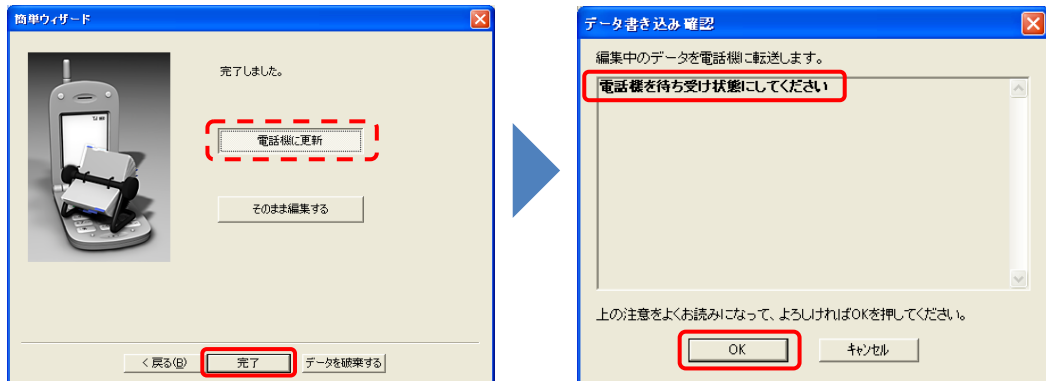 簡単ウィザード
完了しました。
電話機に更新
そのまま編集する
< 戻る(B)
完了
データを破棄する
データ書き込み確認
編集中のデータを電話機に転送します。
電話機を待ち受け状態にしてください
上の注意をよくお読みになって、よろしければOKを押してください。
OK
キャンセル